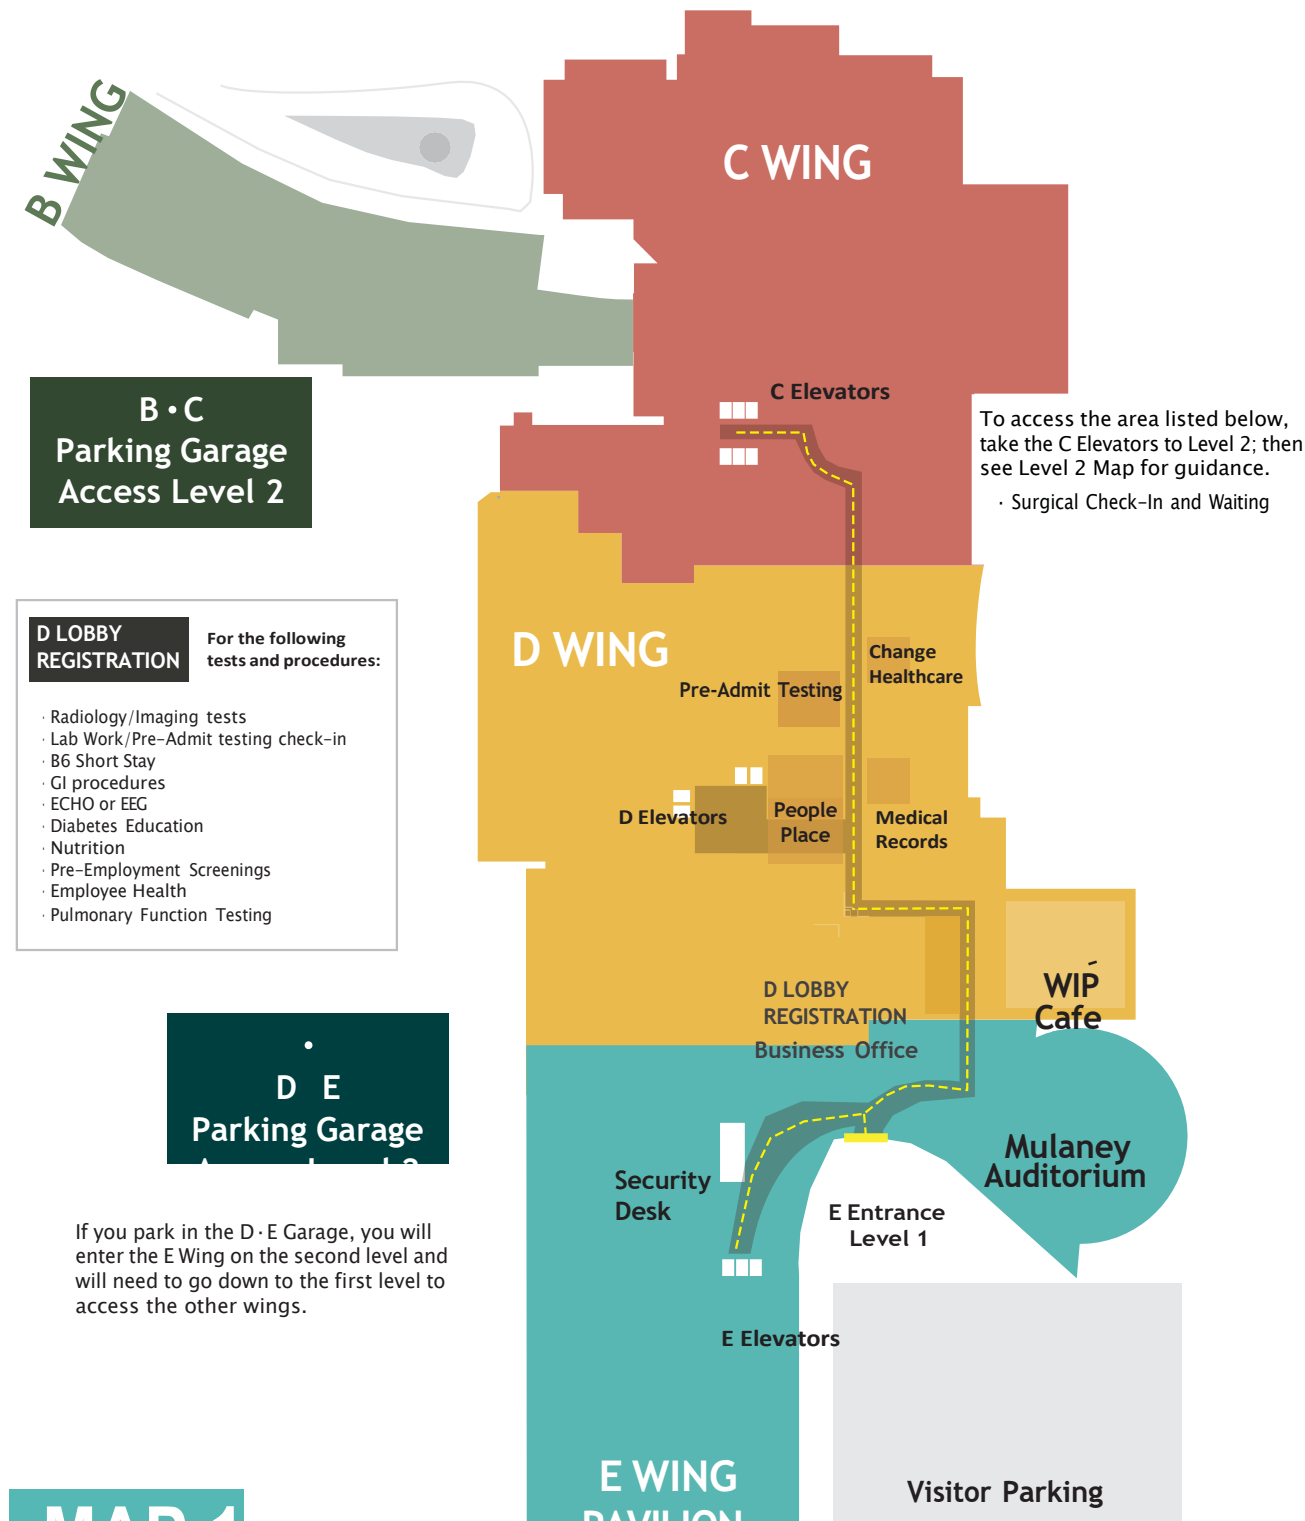 B WING
C WING
C Elevators
B • C
Parking Garage
Access Level 2
To access the area listed below,
take the C Elevators to Level 2; then
see Level 2 Map for guidance.
· Surgical Check-In and Waiting
D LOBBY
REGISTRATION
For the following
tests and procedures:
· Radiology/Imaging tests
· Lab Work/Pre-Admit testing check-in
· B6 Short Stay
· GI procedures
· ECHO or EEG
· Diabetes Education
· Nutrition
· Pre-Employment Screenings
· Employee Health
· Pulmonary Function Testing
D WING
Change
Healthcare
Pre-Admit Testing
D Elevators
People
Place
Medical
Records
WIP
Cafe
D LOBBY
REGISTRATION
Business Office
•
D E
Parking Garage
Security
Desk
Mulaney
Auditorium
E Entrance
Level 1
If you park in the D·E Garage, you will
enter the E Wing on the second level and
will need to go down to the first level to
access the other wings.
E Elevators
E WING
PAVILION
Visitor Parking
MAP 1